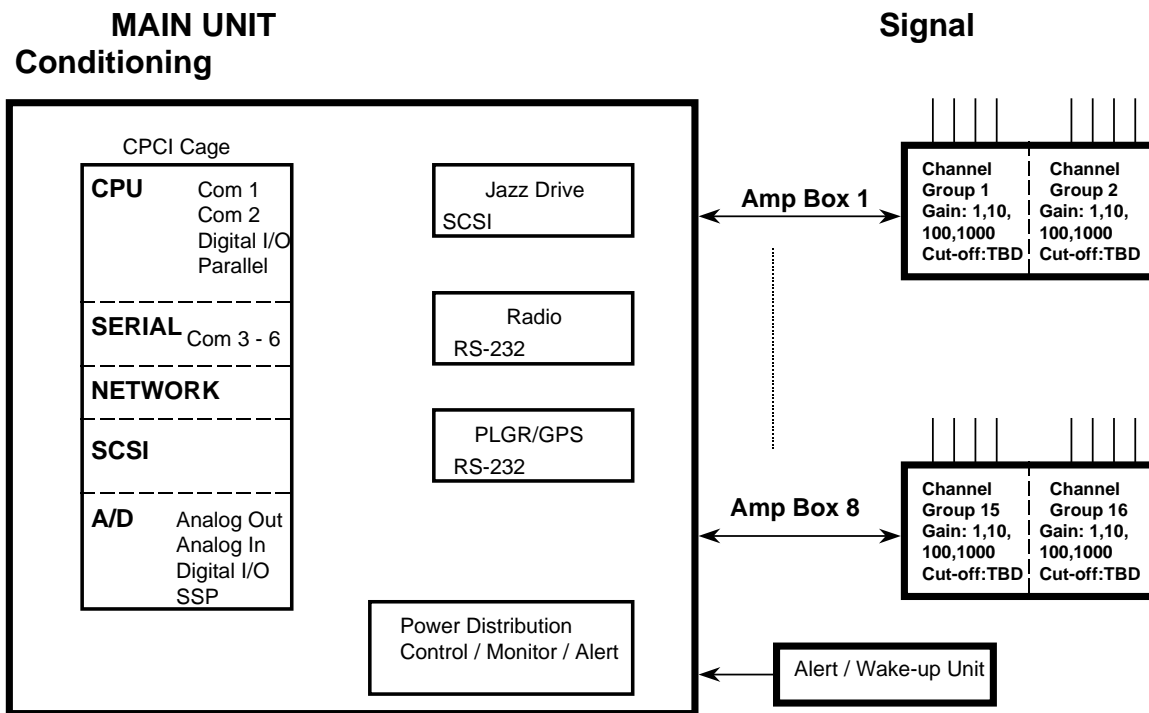 MAIN UNIT Signal
Conditioning
CPCI Cage
CPU
Com 1
Com 2
Digital I/O
Parallel
SERIAL Com 3 - 6
NETWORK
SCSI
A/D
Analog Out
Analog In
Digital I/O
SSP
Jazz Drive
SCSI
Radio
RS-232
PLGR/GPS
RS-232
Power Distribution
Control / Monitor / Alert
Amp Box 1
Channel
Group 1
Gain: 1,10,
100,1000
Cut-off:TBD
Channel
Group 2
Gain: 1,10,
100,1000
Cut-off:TBD
Amp Box 8
Channel
Group 15
Gain: 1,10,
100,1000
Cut-off:TBD
Channel
Group 16
Gain: 1,10,
100,1000
Cut-off:TBD
Alert / Wake-up Unit